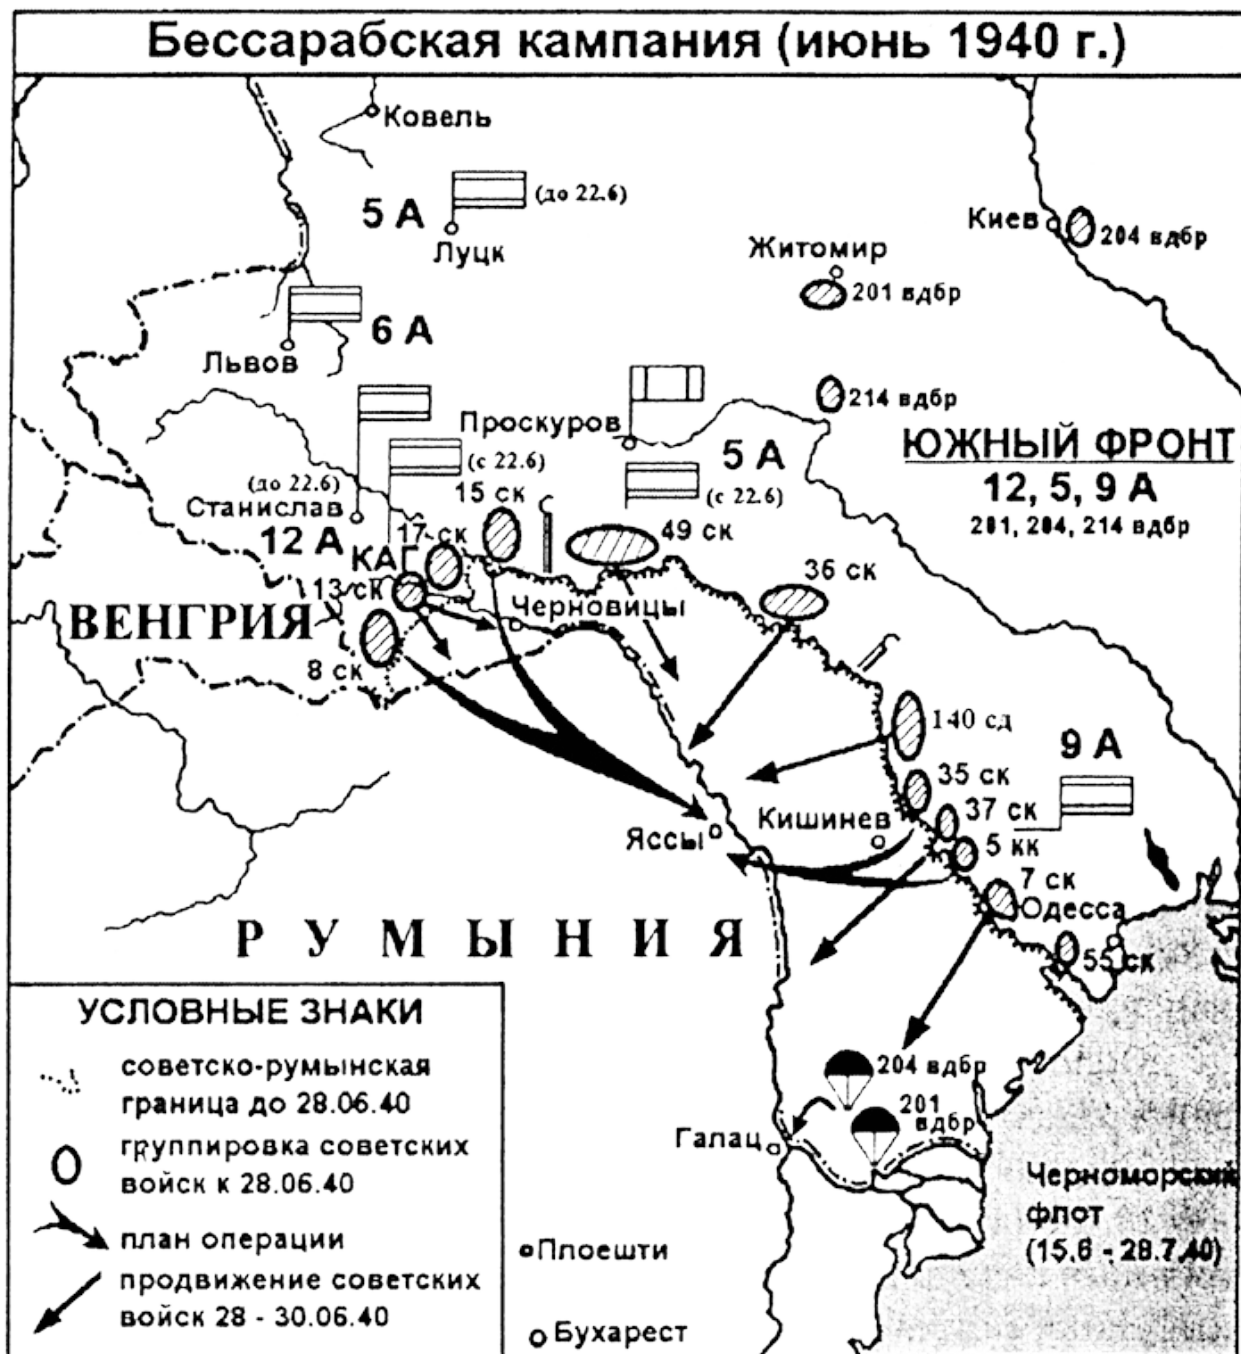 Бессарабская кампания (июнь 1940 г.)
Ковель
5 А
(до 22.6)
Луцк
Киев
204 вдбр
Житомир
201 вдбр
6 А
Львов
214 вдбр
Проскуров
ЮЖНЫЙ ФРОНТ
12, 5, 9 А
201, 204, 214 вдбр
5 А
(с 22.6)
(с 22.6)
(до 22.6)
Станислав
12 А
15 ск
17 ск
49 ск
КАГ
13 ск
36 ск
Черновицы
ВЕНГРИЯ
8 ск
140 сд
9 А
35 ск
37 ск
Кишинев
5 кк
Яссы
7 ск
Одесса
55 ск
РУМЫНИЯ
204 вдбр
201
вдбр
Галац
Черноморский
флот
(15.6 - 28.7.40)
Плоешти
Бухарест
УСЛОВНЫЕ ЗНАКИ
советско-румынская
граница до 28.06.40
группировка советских
войск к 28.06.40
план операции
продвижение советских
войск 28 - 30.06.40